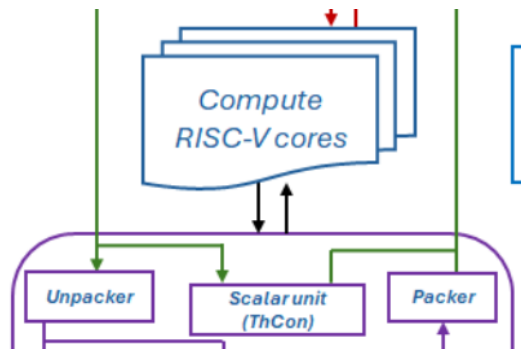 Compute
RISC-V cores
Unpacker
Scalar unit
(ThCon)
Packer